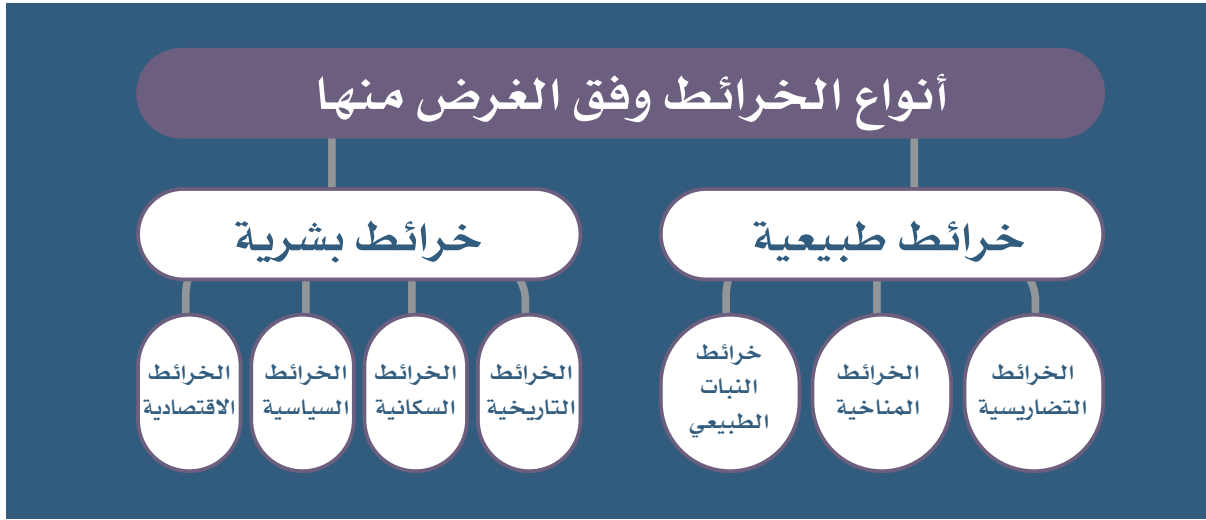 أنواع الخرائط وفق الغرض منها
خرائط طبيعية
خرائط بشرية
الخرائط
التضاريسية
الخرائط
المناخية
خرائط
النبات
الطبيعي
الخرائط
التاريخية
الخرائط
السكانية
الخرائط
السياسية
الخرائط
الاقتصادية